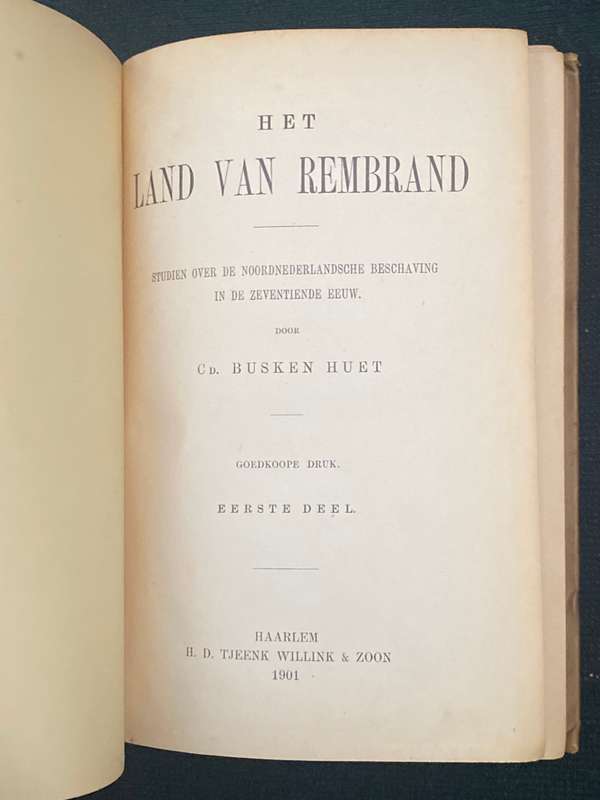 HET
LAND VAN REMBRAND
STUDIEN OVER DE NOORDNEDERLANDSCHE BESCHAVING
IN DE ZEVENTIENDE EEUW.
DOOR
CD. BUSKEN HUET
GOEDKOOPE DRUK.
EERSTE DEEL.
HAARLEM
H. D. TJEENK WILLINK & ZOON
1901